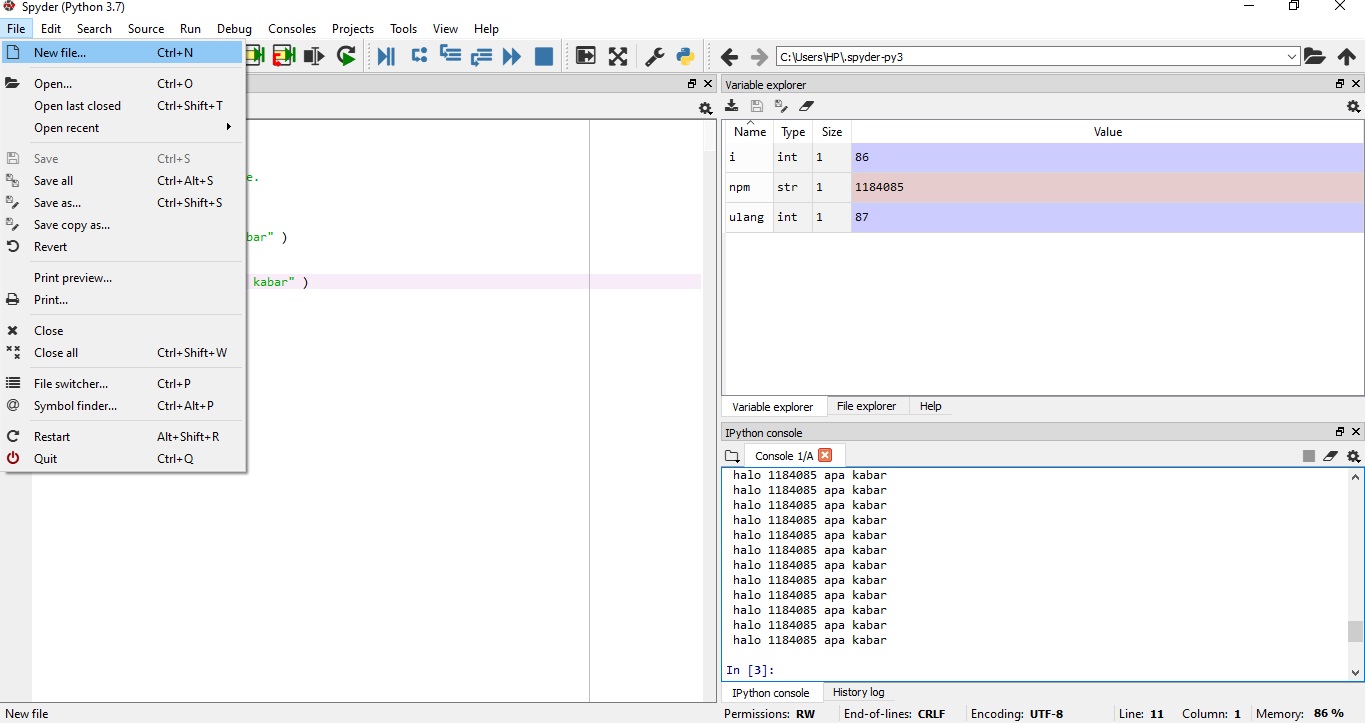 Spyder (Python 3.7)
File Edit Search Source Run Debug Consoles Projects Tools View Help
New file... Ctrl+N
Open... Ctrl+O
Open last closed Ctrl+Shift+T
Open recent
Save Ctrl+S
Save all Ctrl+Alt+S
Save as... Ctrl+Shift+S
Save copy as...
Revert
Print preview...
Print...
Close
Close all Ctrl+Shift+W
File switcher... Ctrl+P
Symbol finder... Ctrl+Alt+P
Restart Alt+Shift+R
Quit Ctrl+Q
e.
bar" )
kabar" )
C:\Users\HP\.spyder-py3
Variable explorer
Name Type Size Value
i int 1 86
npm str 1 1184085
ulang int 1 87
Variable explorer File explorer Help
IPython console
Console 1/A
halo 1184085 apa kabar
halo 1184085 apa kabar
halo 1184085 apa kabar
halo 1184085 apa kabar
halo 1184085 apa kabar
halo 1184085 apa kabar
halo 1184085 apa kabar
halo 1184085 apa kabar
halo 1184085 apa kabar
halo 1184085 apa kabar
halo 1184085 apa kabar
halo 1184085 apa kabar
In [3]:
IPython console History log
New file Permissions: RW End-of-lines: CRLF Encoding: UTF-8 Line: 11 Column: 1 Memory: 86 %